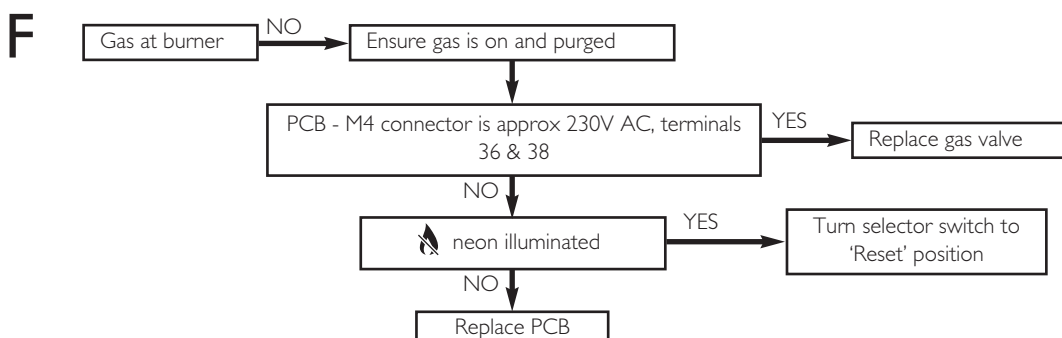 F
Gas at burner
NO
Ensure gas is on and purged
PCB - M4 connector is approx 230V AC, terminals
36 & 38
YES
Replace gas valve
NO
neon illuminated
YES
Turn selector switch to
‘Reset’ position
NO
Replace PCB